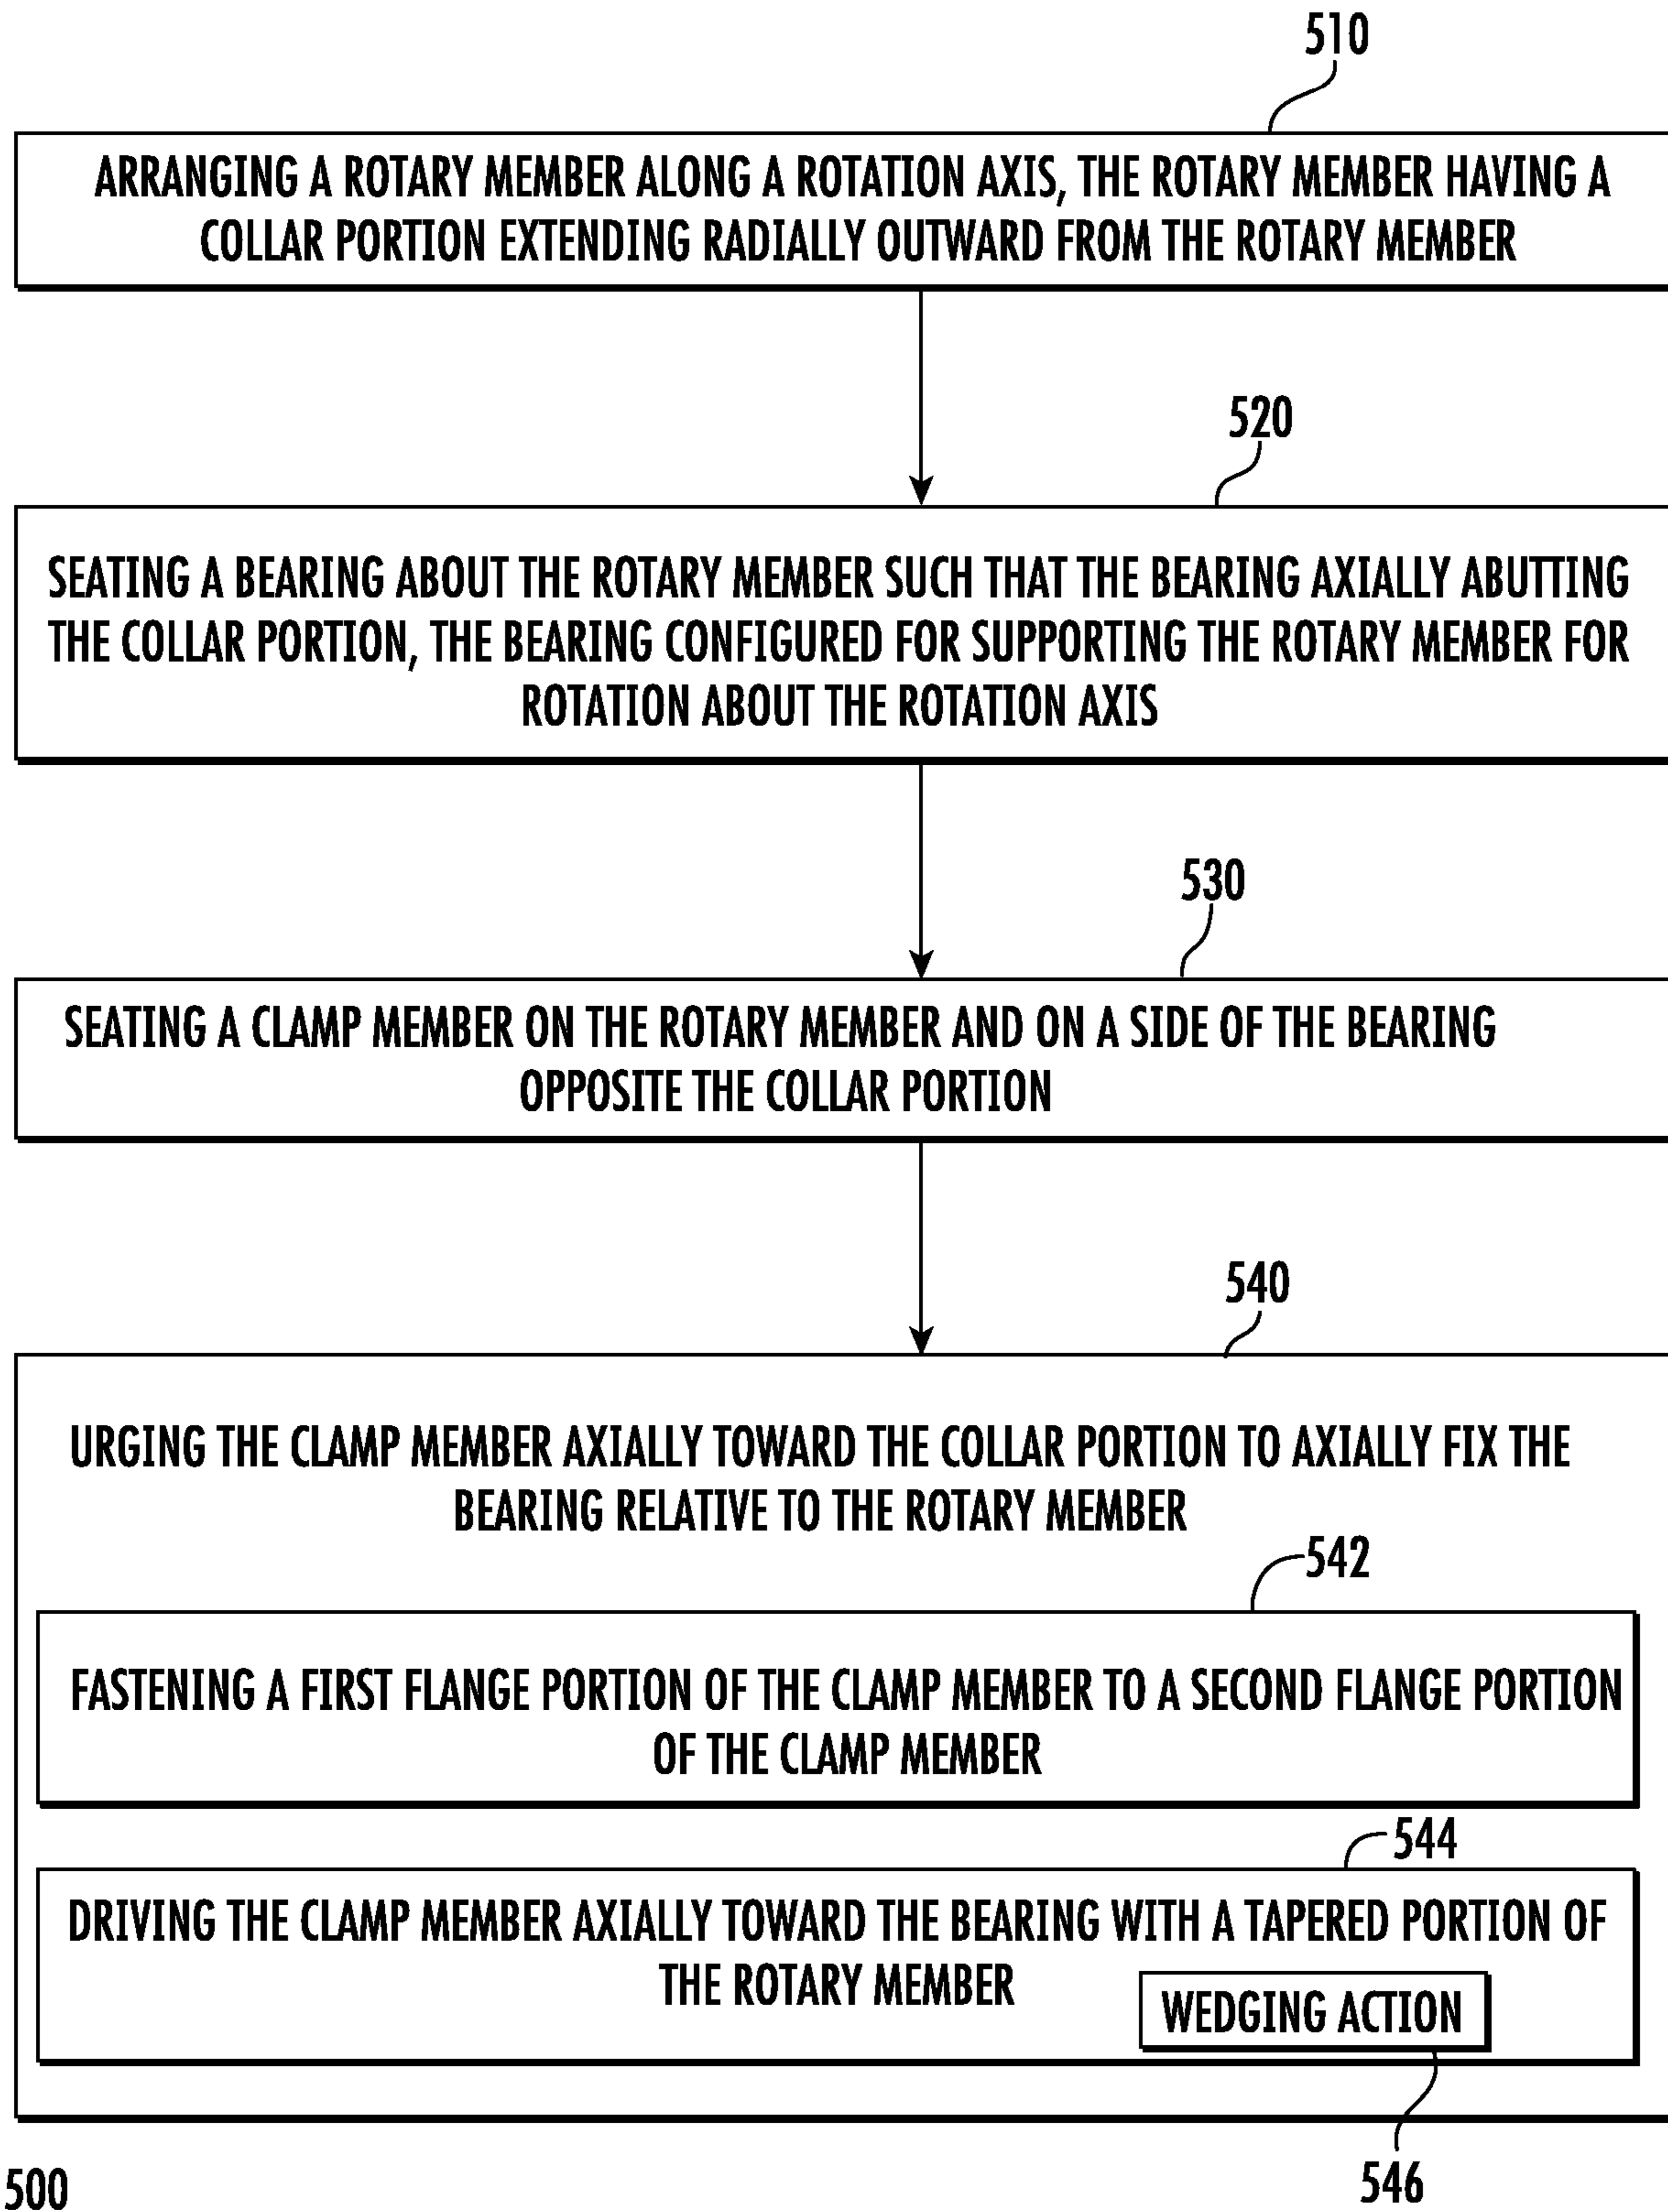 510
ARRANGING A ROTARY MEMBER ALONG A ROTATION AXIS, THE ROTARY MEMBER HAVING A
COLLAR PORTION EXTENDING RADIALLY OUTWARD FROM THE ROTARY MEMBER
520
SEATING A BEARING ABOUT THE ROTARY MEMBER SUCH THAT THE BEARING AXIALLY ABUTTING
THE COLLAR PORTION, THE BEARING CONFIGURED FOR SUPPORTING THE ROTARY MEMBER FOR
ROTATION ABOUT THE ROTATION AXIS
530
SEATING A CLAMP MEMBER ON THE ROTARY MEMBER AND ON A SIDE OF THE BEARING
OPPOSITE THE COLLAR PORTION
540
URGING THE CLAMP MEMBER AXIALLY TOWARD THE COLLAR PORTION TO AXIALLY FIX THE
BEARING RELATIVE TO THE ROTARY MEMBER
542
FASTENING A FIRST FLANGE PORTION OF THE CLAMP MEMBER TO A SECOND FLANGE PORTION
OF THE CLAMP MEMBER
544
DRIVING THE CLAMP MEMBER AXIALLY TOWARD THE BEARING WITH A TAPERED PORTION OF
THE ROTARY MEMBER
WEDGING ACTION
546
500